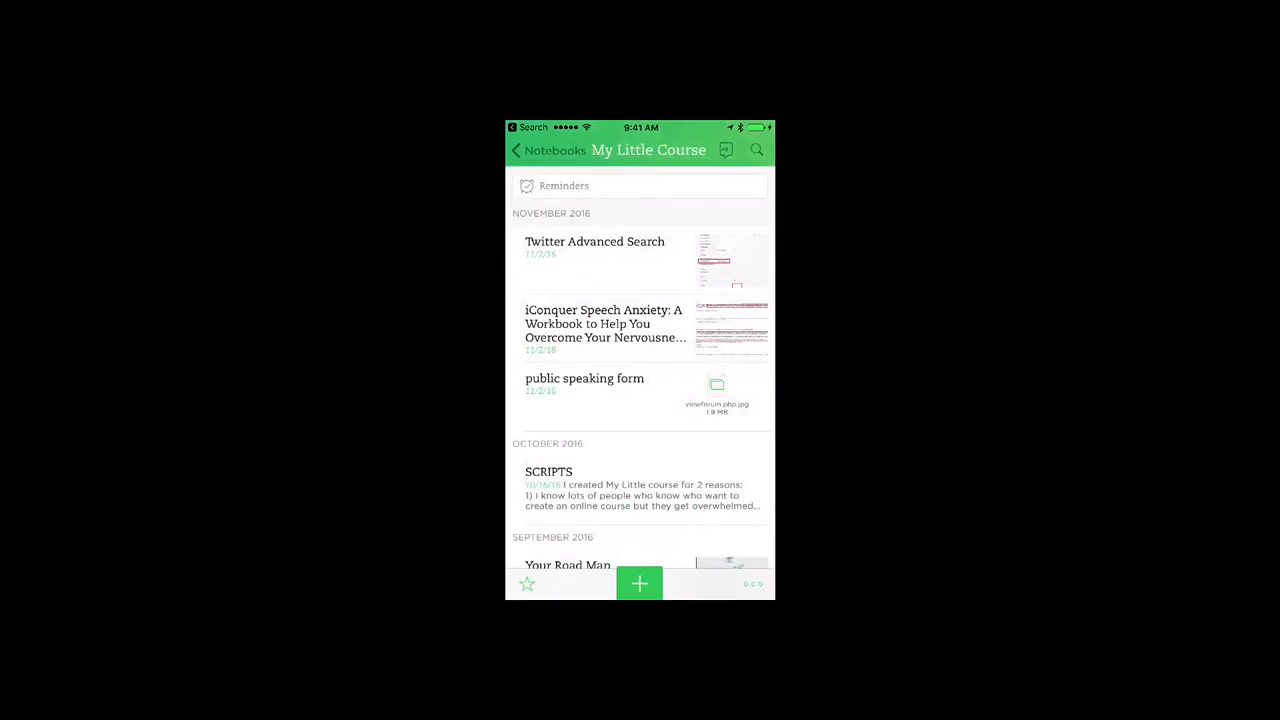 Search 9:41 AM
Notebooks My Little Course
Reminders
NOVEMBER 2016
Twitter Advanced Search
11/2/16
iConquer Speech Anxiety: A
Workbook to Help You
Overcome Your Nervousne...
11/2/16
public speaking form
11/2/16
viewforum.php.jpg
1.9 MB
OCTOBER 2016
SCRIPTS
10/16/16 I created My Little course for 2 reasons:
1) I know lots of people who know who want to
create an online course but they get overwhelmed...
SEPTEMBER 2016
Your Road Map